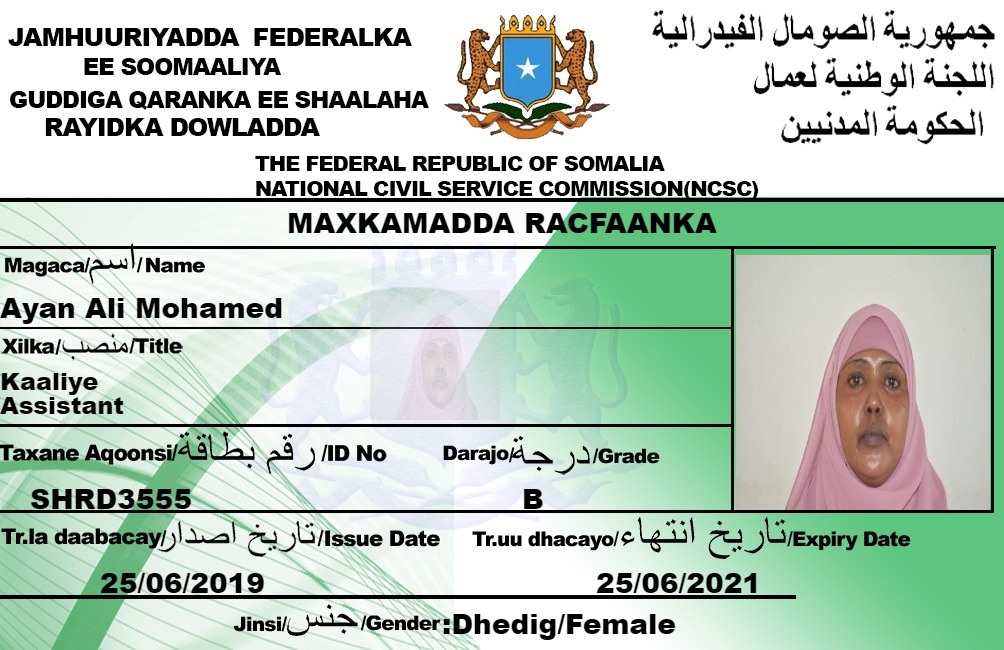 JAMHUURIYADDA FEDERALKA
EE SOOMAALIYA
GUDDIGA QARANKA EE SHAALAHA
RAYIDKA DOWLADDA
جمهورية الصومال الفيدرالية
اللجنة الوطنية لعمال
الحكومة المدنيين
THE FEDERAL REPUBLIC OF SOMALIA
NATIONAL CIVIL SERVICE COMMISSION(NCSC)
MAXKAMADDA RACFAANKA
Magaca/اسم/Name
Ayan Ali Mohamed
Xilka/منصب/Title
Kaaliye
Assistant
Taxane Aqoonsi/رقم بطاقة/ID No
Darajo/درجة/Grade
SHRD3555
B
Tr.la daabacay/تاريخ اصدار/Issue Date
Tr.uu dhacayo/تاريخ انتهاء/Expiry Date
25/06/2019
25/06/2021
Jinsi/جنس/Gender:Dhedig/Female